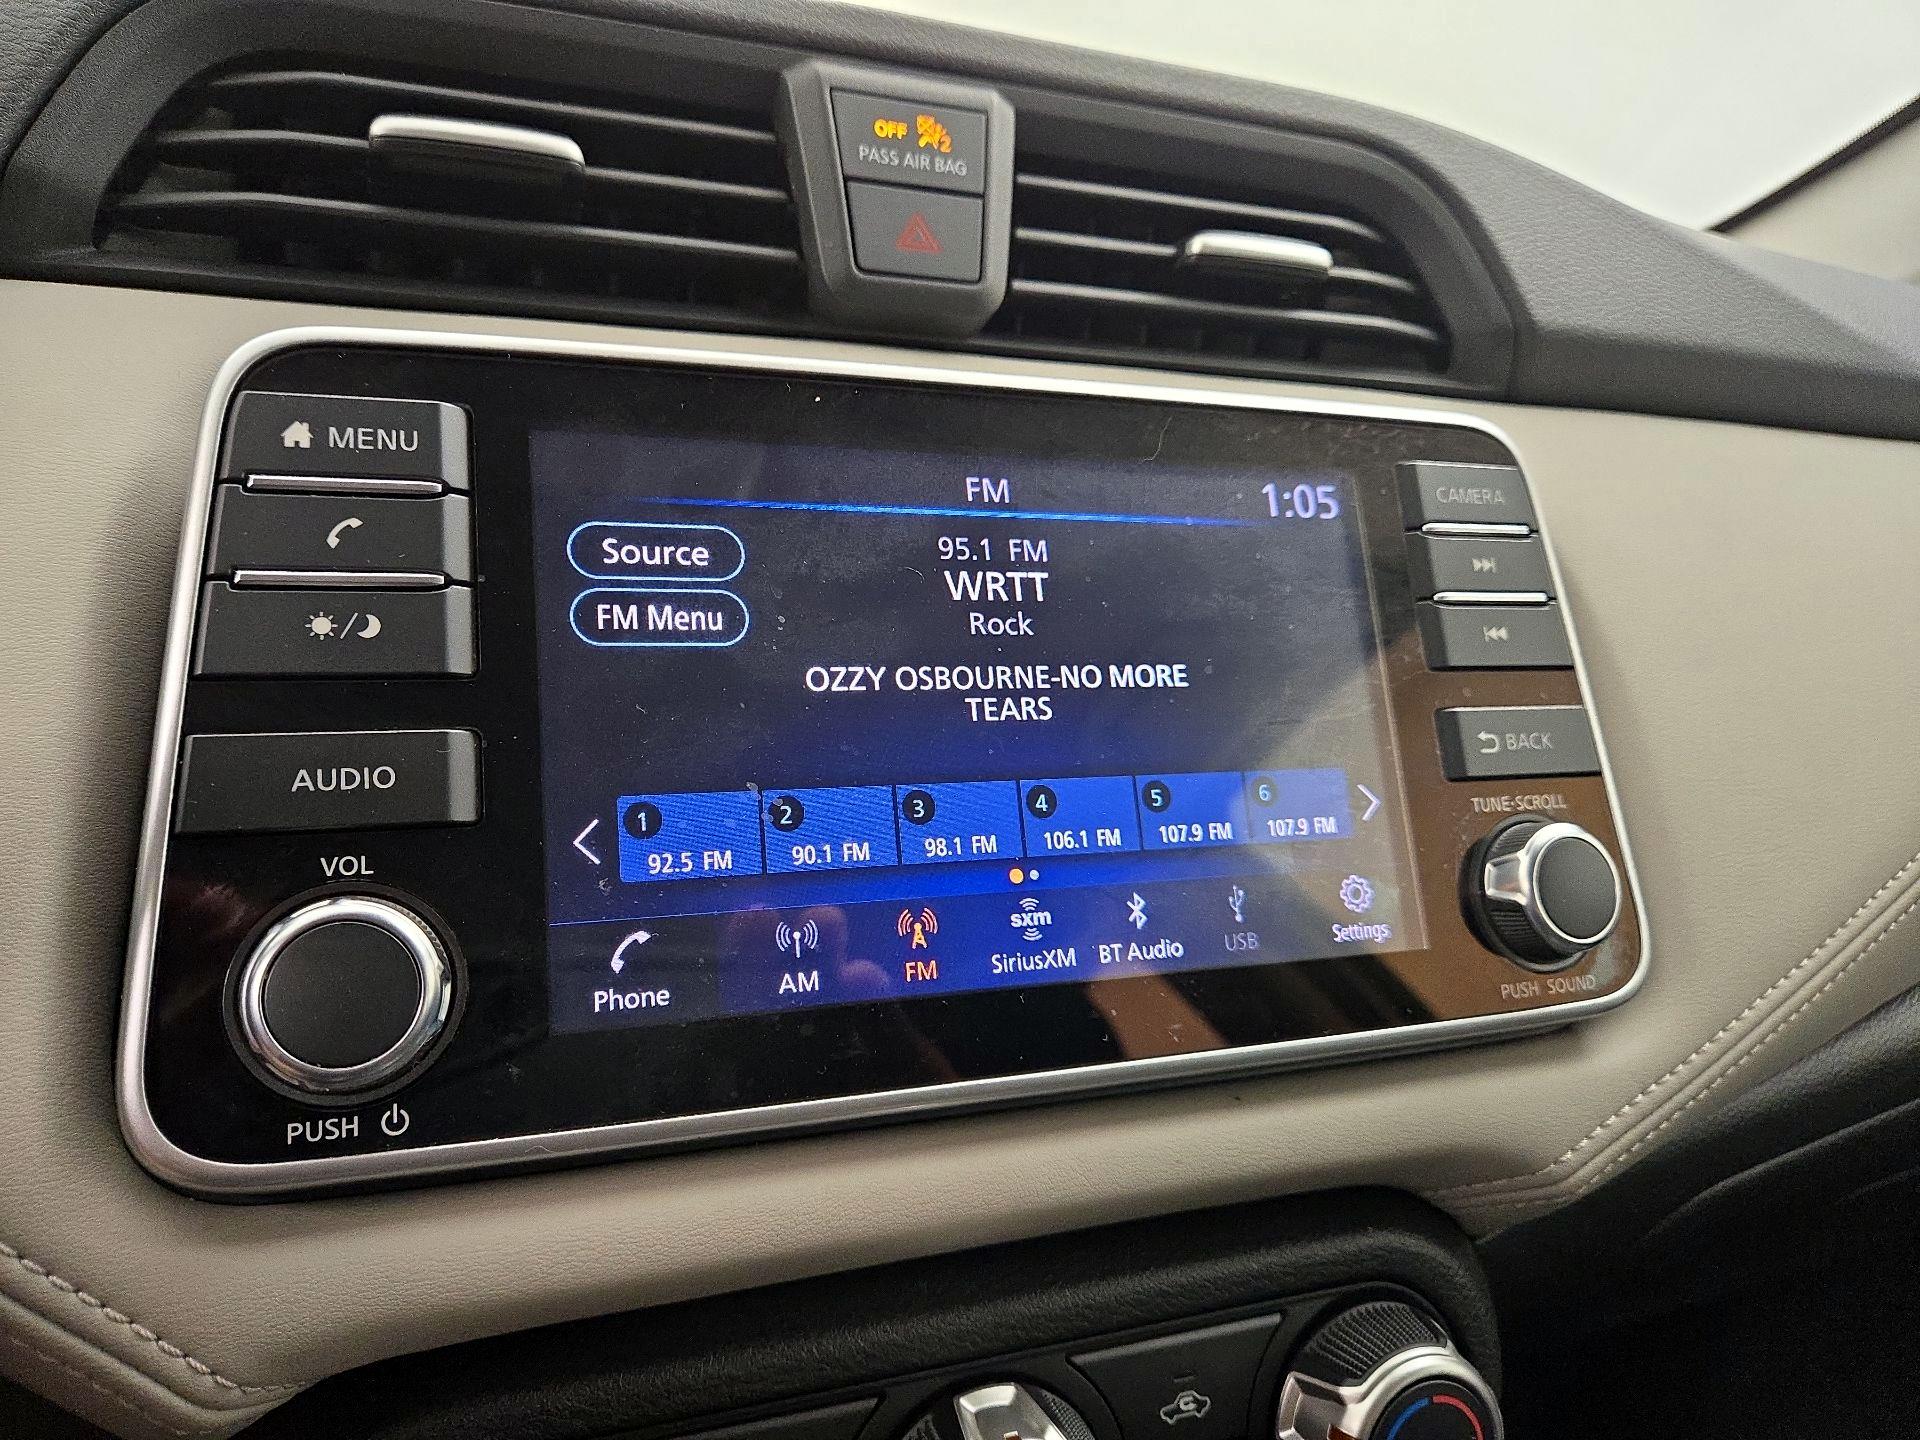 OFF 2
PASS AIR BAG
MENU
AUDIO
VOL
PUSH
FM
1:05
Source
FM Menu
95.1 FM
WRTT
Rock
OZZY OSBOURNE-NO MORE
TEARS
1
92.5 FM
2
90.1 FM
3
98.1 FM
4
106.1 FM
5
107.9 FM
6
107.9 FM
Phone
AM
FM
sxm
SiriusXM
BT Audio
USB
Settings
CAMERA
BACK
TUNE·SCROLL
PUSH SOUND